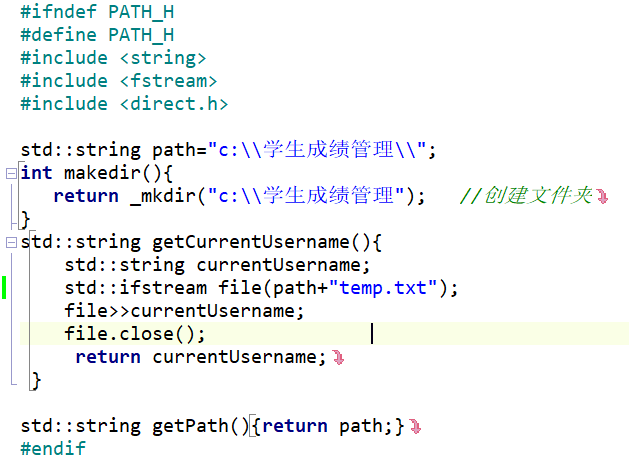 #ifndef PATH_H
#define PATH_H
#include <string>
#include <fstream>
#include <direct.h>

std::string path="c:\\学生成绩管理\\";
int makedir(){
   return _mkdir("c:\\学生成绩管理");   //创建文件夹
}
std::string getCurrentUsername(){
    std::string currentUsername;
    std::ifstream file(path+"temp.txt");
    file>>currentUsername;
    file.close();
     return currentUsername;
 }

std::string getPath(){return path;}
#endif